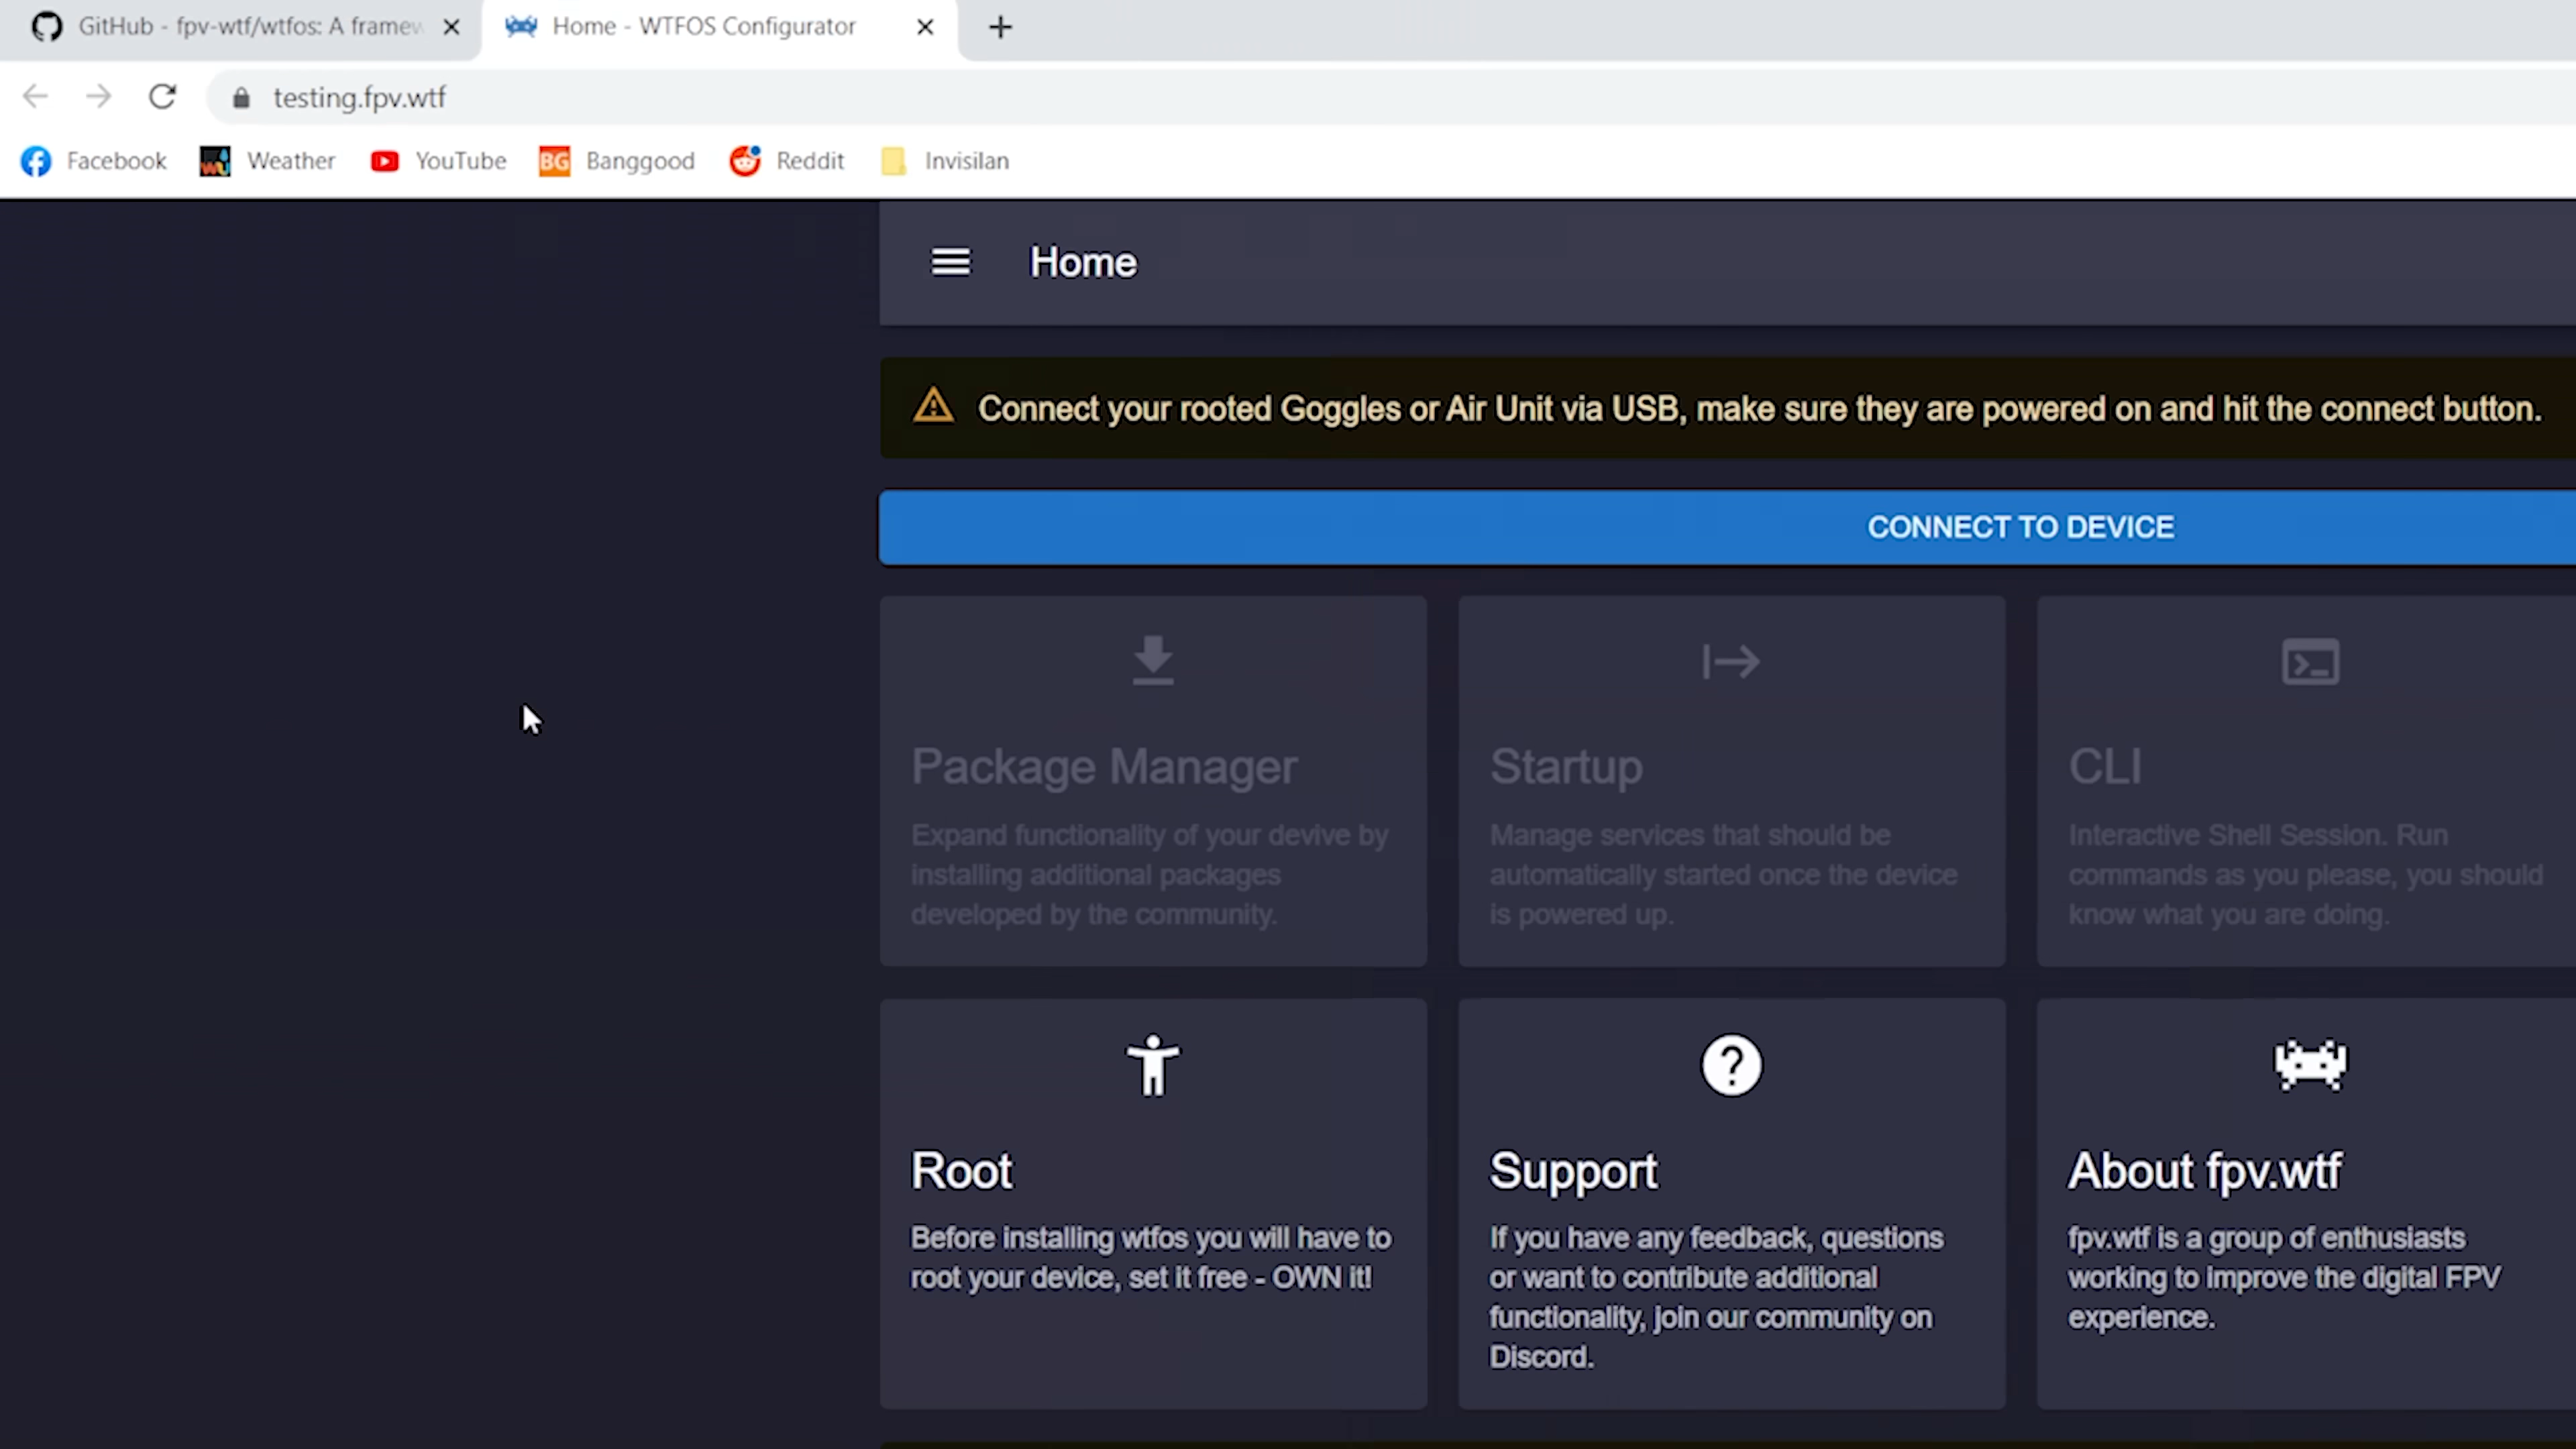 GitHub - fpv-wtf/wtfos: A framew
Home - WTFOS Configurator
testing.fpv.wtf
Facebook
Weather
YouTube
BG Banggood
Reddit
Invisilan
Home
Connect your rooted Goggles or Air Unit via USB, make sure they are powered on and hit the connect button.
CONNECT TO DEVICE
Package Manager
Expand functionality of your devive by
installing additional packages
developed by the community.
Startup
Manage services that should be
automatically started once the device
is powered up.
CLI
Interactive Shell Session. Run
commands as you please, you should
know what you are doing.
Root
Before installing wtfos you will have to
root your device, set it free - OWN it!
Support
If you have any feedback, questions
or want to contribute additional
functionality, join our community on
Discord.
About fpv.wtf
fpv.wtf is a group of enthusiasts
working to improve the digital FPV
experience.